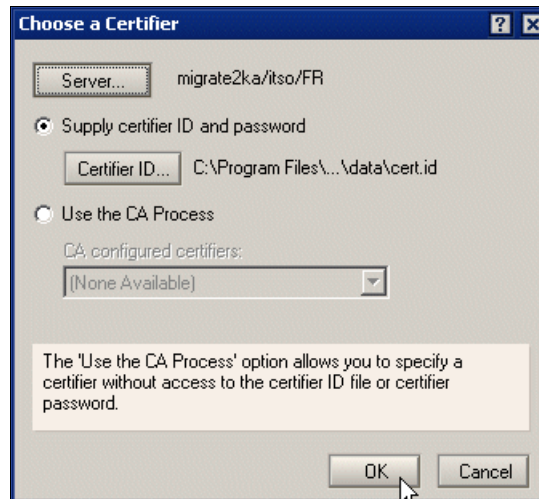 Choose a Certifier
Server... migrate2ka/itso/FR
Supply certifier ID and password
Certifier ID... C:\Program Files\...\data\cert.id
Use the CA Process
CA configured certifiers:
(None Available)
The 'Use the CA Process' option allows you to specify a
certifier without access to the certifier ID file or certifier
password.
OK Cancel